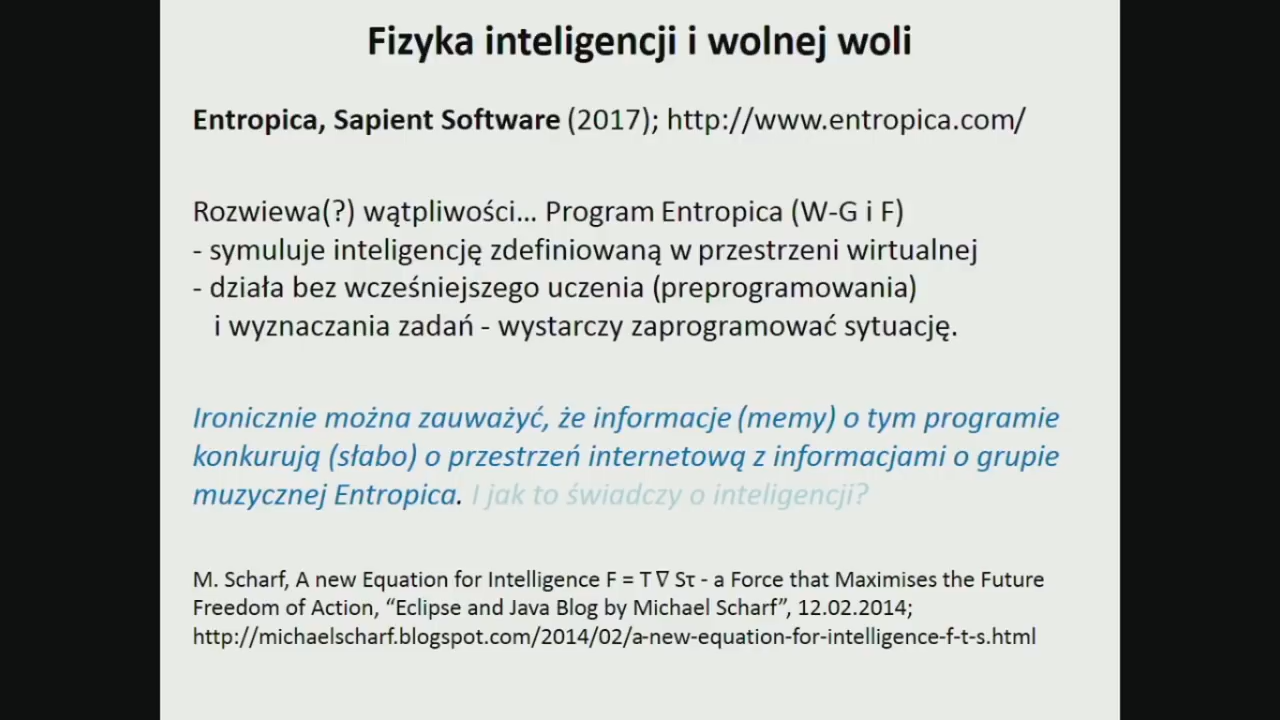 Fizyka inteligencji i wolnej woli
Entropica, Sapient Software (2017); http://www.entropica.com/
Rozwiewa(?) wątpliwości... Program Entropica (W-G i F)
- symuluje inteligencję zdefiniowaną w przestrzeni wirtualnej
- działa bez wcześniejszego uczenia (preprogramowania)
i wyznaczania zadań - wystarczy zaprogramować sytuację.
Ironicznie można zauważyć, że informacje (memy) o tym programie
konkurują (słabo) o przestrzeń internetową z informacjami o grupie
muzycznej Entropica. I jak to świadczy o inteligencji?
M. Scharf, A new Equation for Intelligence F = T ∇ Sτ - a Force that Maximises the Future
Freedom of Action, “Eclipse and Java Blog by Michael Scharf”, 12.02.2014;
http://michaelscharf.blogspot.com/2014/02/a-new-equation-for-intelligence-f-t-s.html